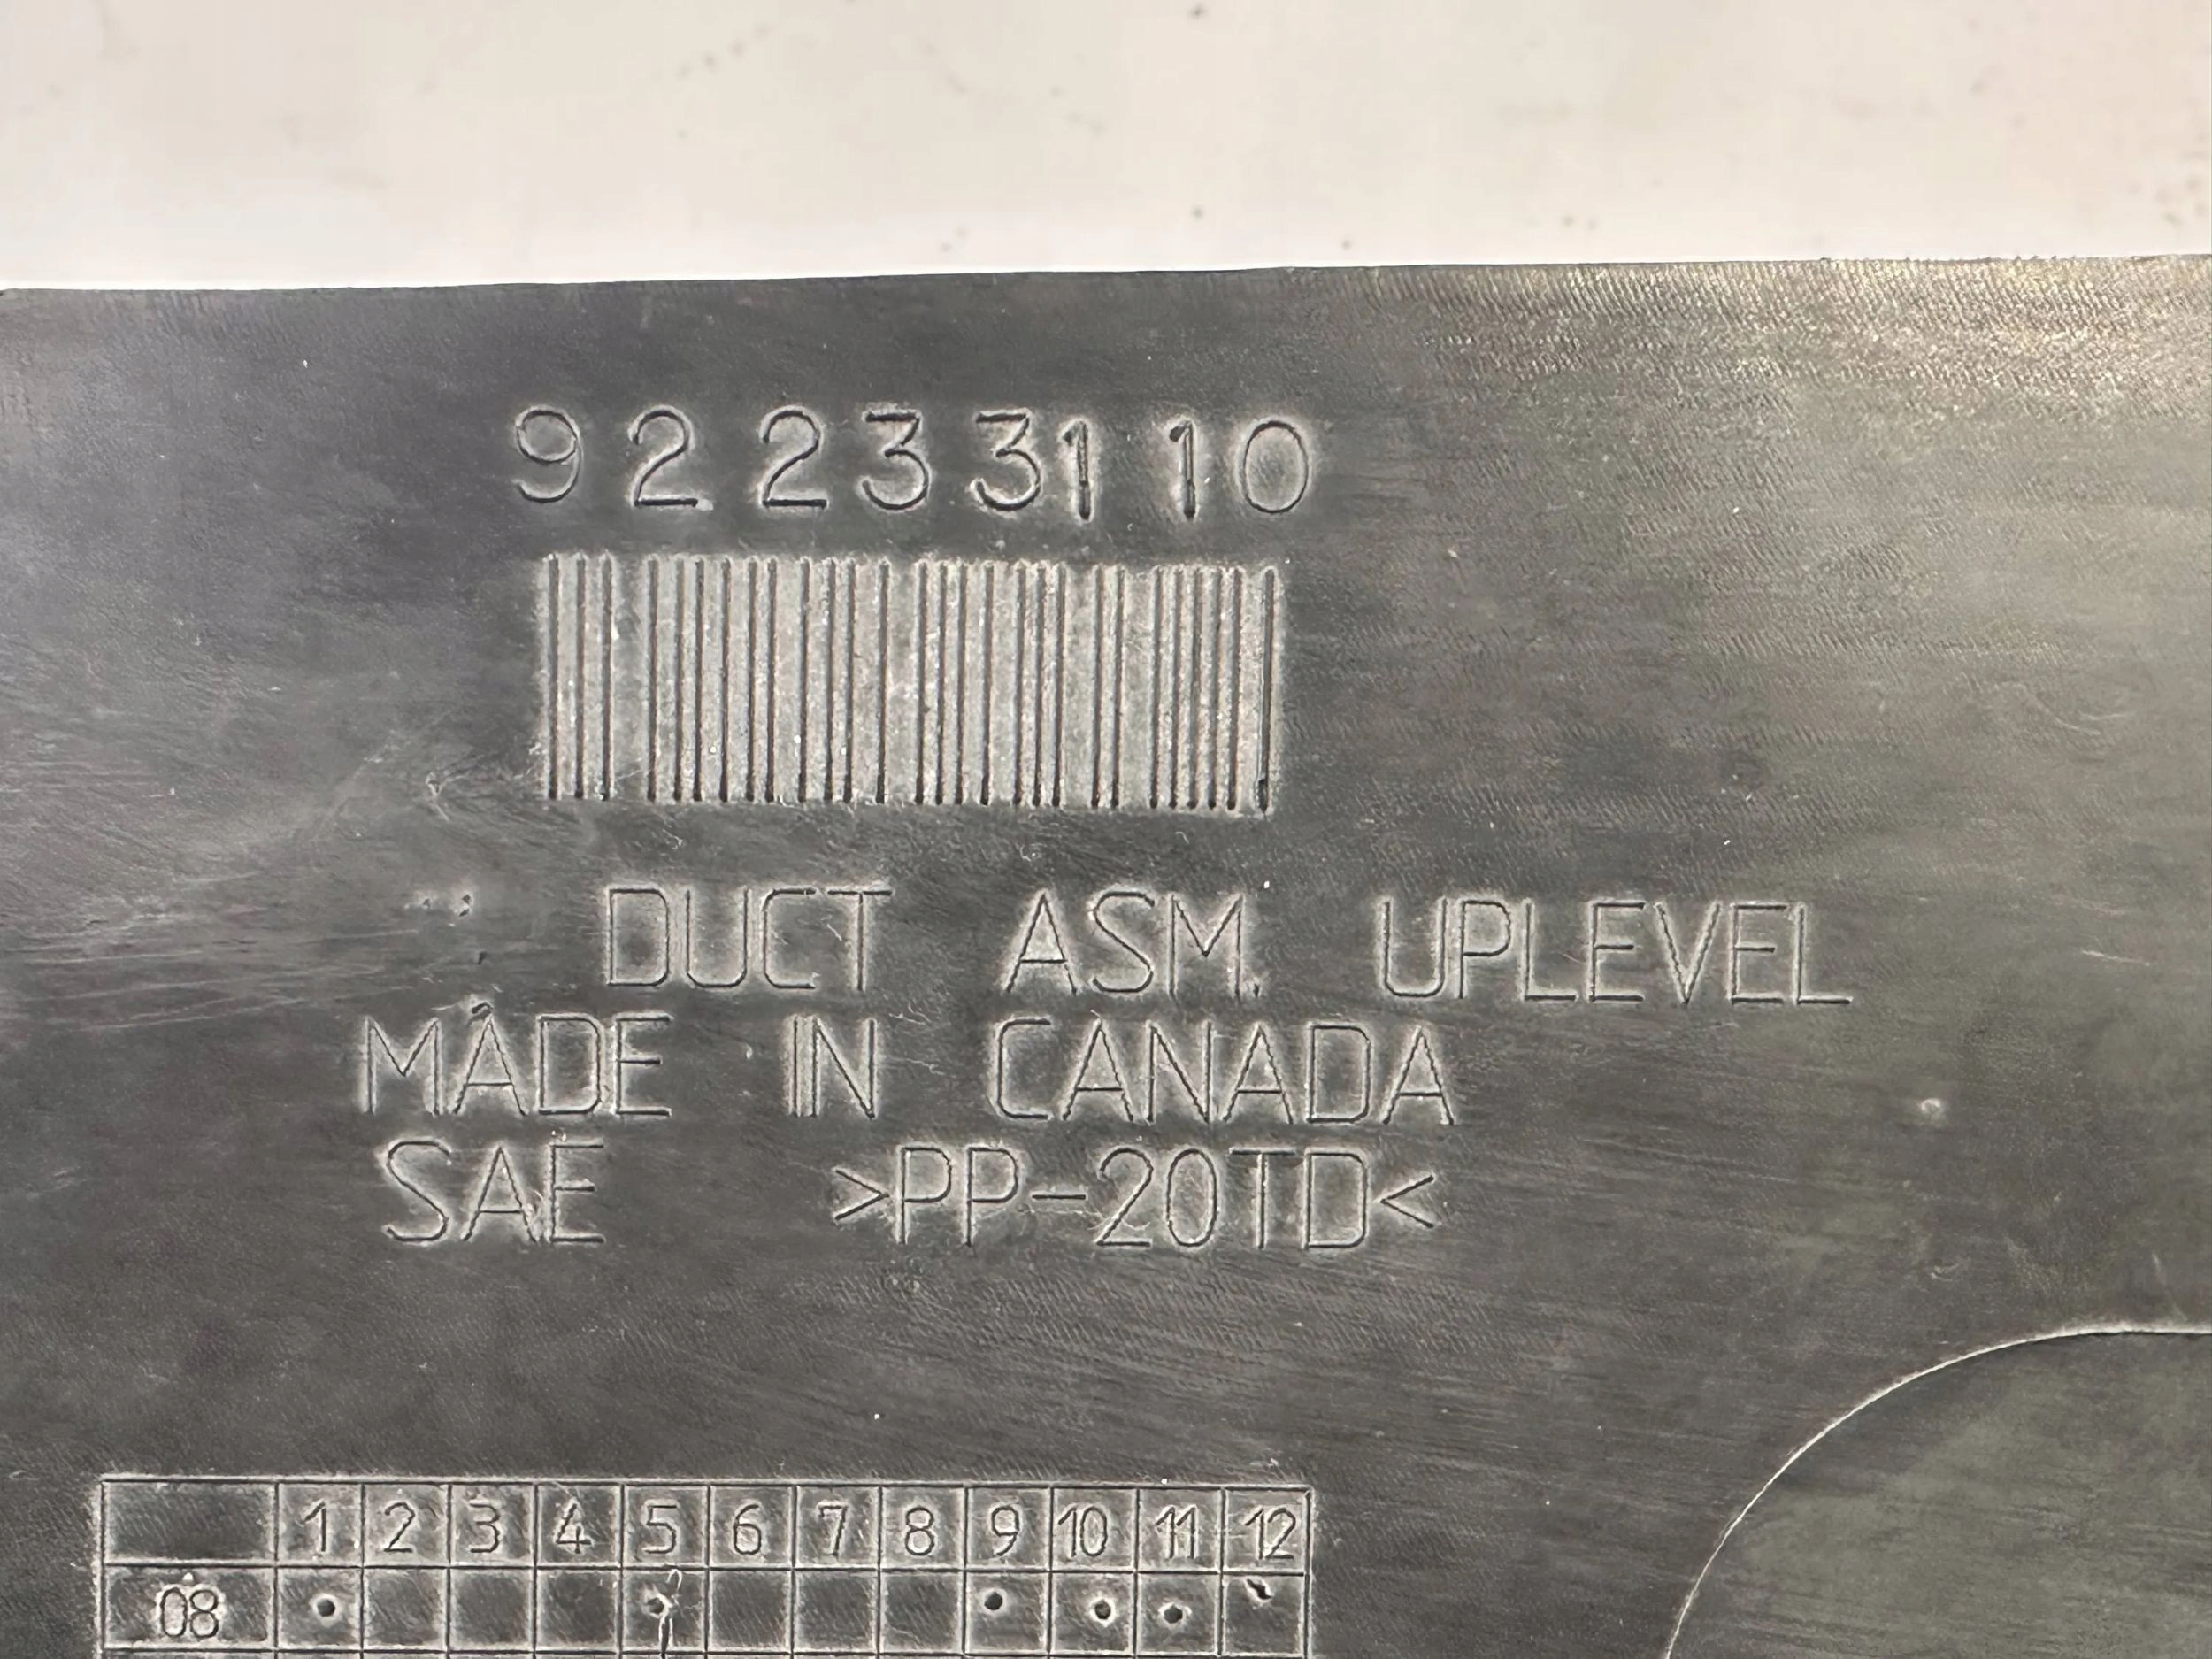 92233110
DUCT ASM. UPLEVEL
MADE IN CANADA
SAE >PP-20TD<
1 2 3 4 5 6 7 8 9 10 11 12
08